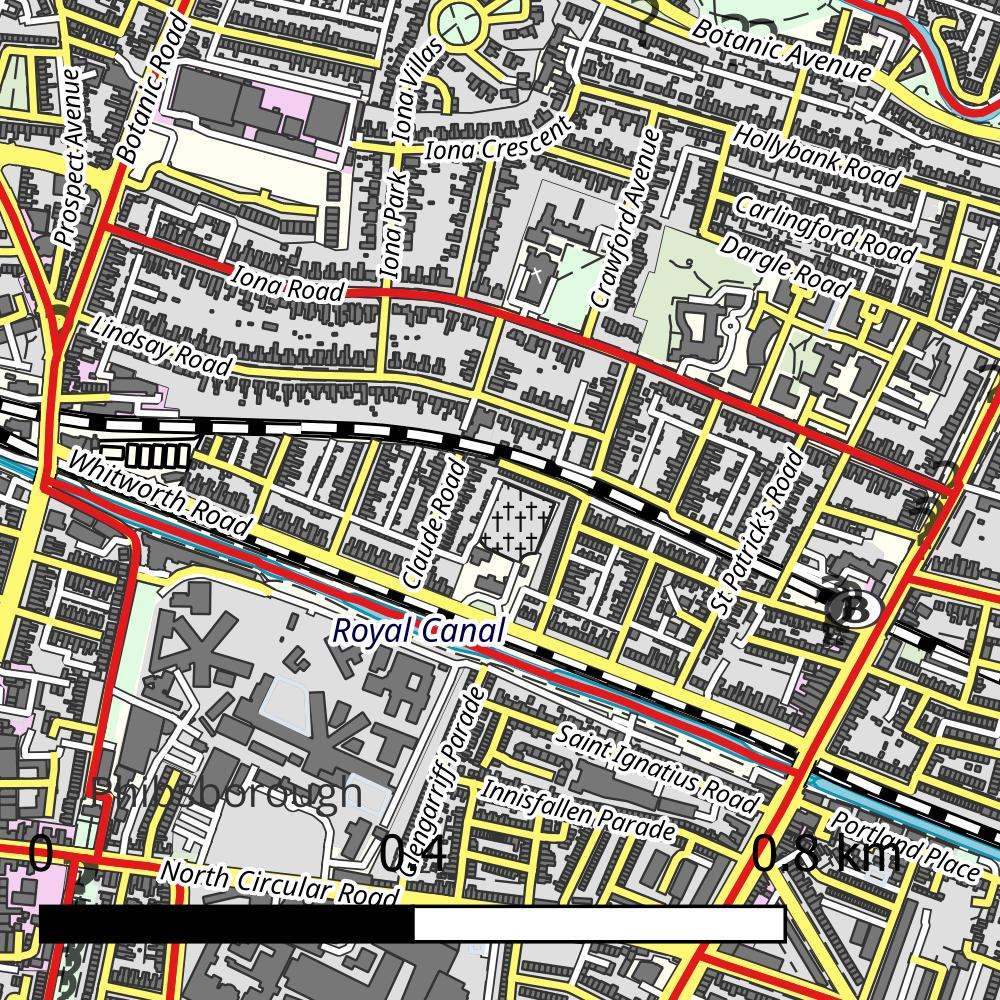 Botanic Road
Botanic Avenue
Iona Villas
Prospect Avenue
Iona Crescent
Hollybank Road
Crawford Avenue
Iona Park
Carlingford Road
Dargle Road
Iona Road
Lindsay Road
Whitworth Road
Claude Road
St. Patricks Road
B
Royal Canal
Glengarriff Parade
Saint Ignatius Road
Phibsborough
Innisfallen Parade
Portland Place
0 0.4 0.8 km
North Circular Road